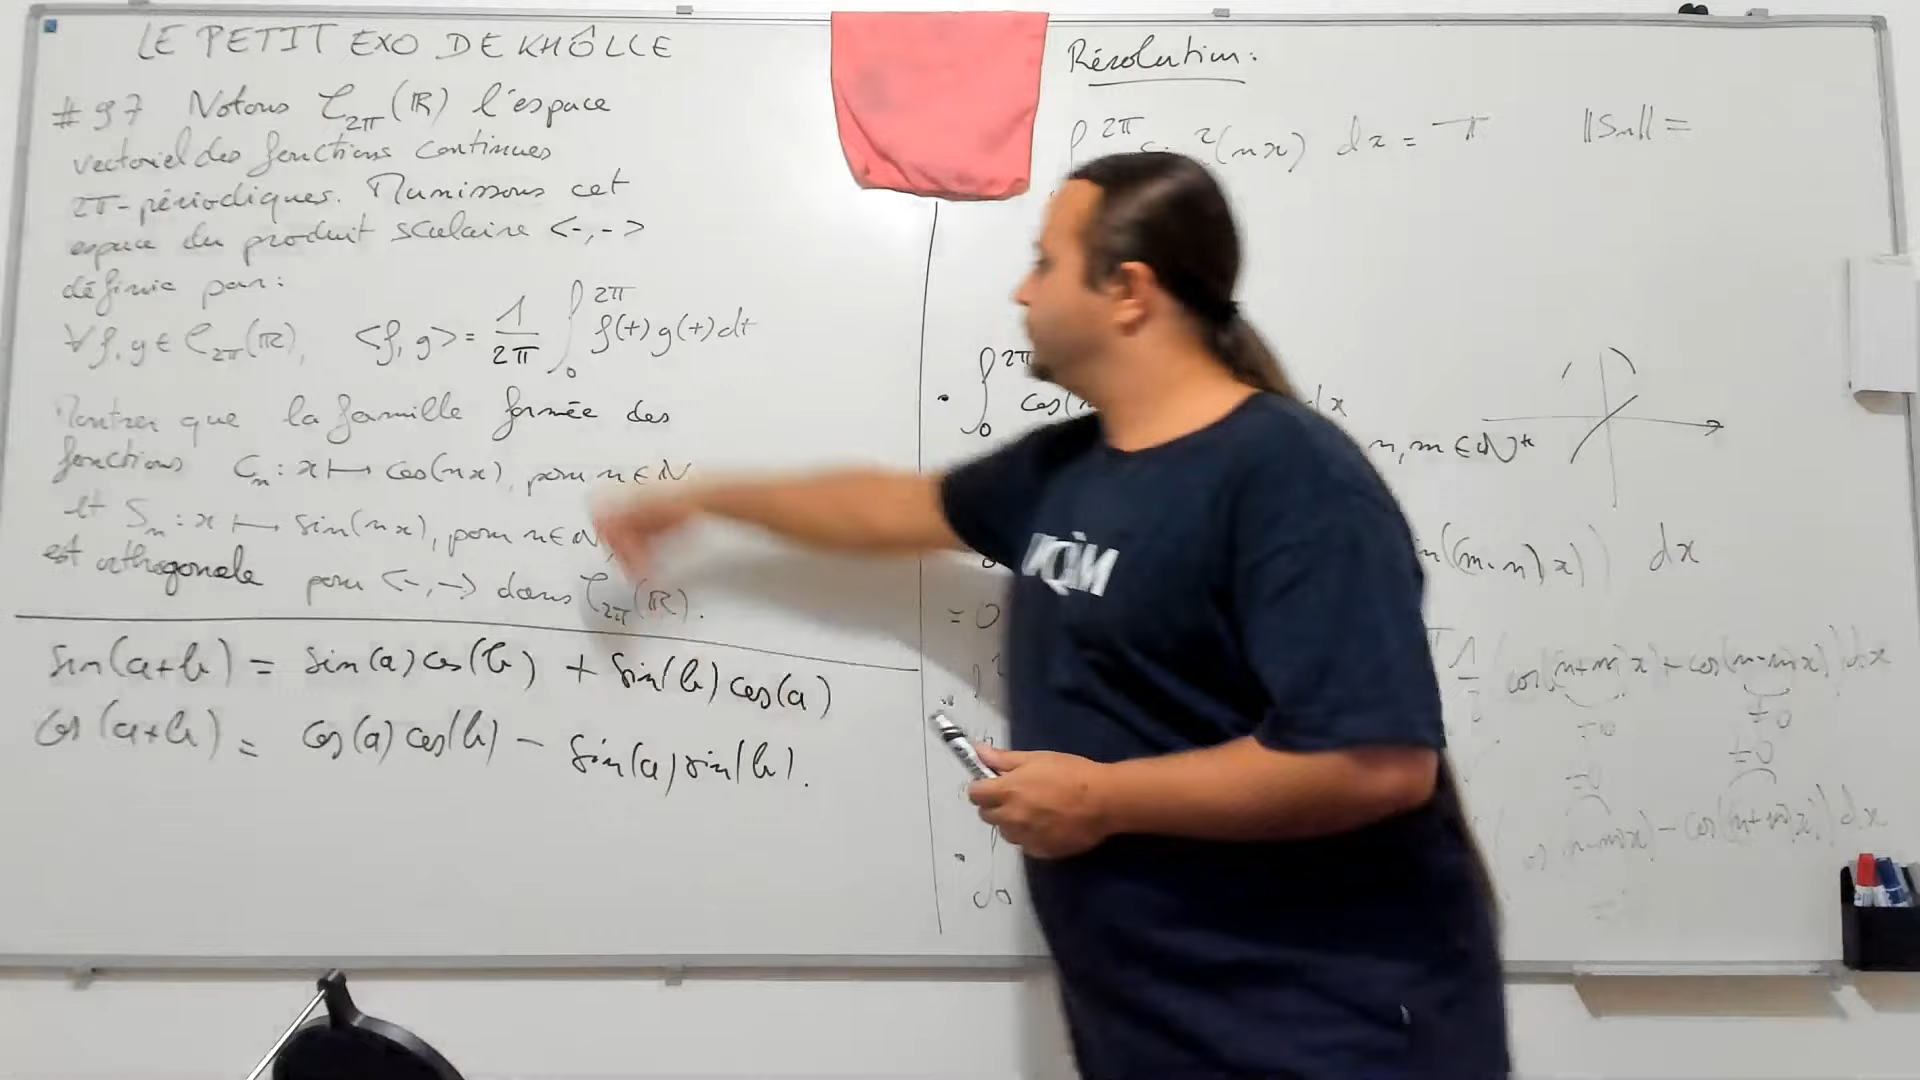 LE PETIT EXO DE KHÔLLE
#97 Notons C_{2π}(ℝ) l'espace
vectoriel des fonctions continues
2π-périodiques. Munissons cet
espace du produit scalaire <-,->
définie par:
∀f,g ∈ C_{2π}(ℝ), <f,g> = 1/2π ∫_0^{2π} f(t)g(t)dt
Montrer que la famille formée des
fonctions C_n : x ↦ cos(nx), pour n ∈ ℕ
et S_n : x ↦ sin(nx), pour n ∈ ℕ
est orthogonale pour <-,-> dans C_{2π}(ℝ).
sin(a+b) = sin(a)cos(b) + sin(b)cos(a)
cos(a+b) = cos(a)cos(b) - sin(a)sin(b).
Résolution:
∫^{2π} ²(nx) dx = π ||S_n|| =
• ∫_0^{2π} cos( dx
n,m ∈ ℕ*
in((m-n)x)) dx
= 0
1/2 (cos(n+m)x) + cos(n-m)x) dx
≠0
≠0
=0
(n-m)x) - cos(n+m)x) dx
UQÀM